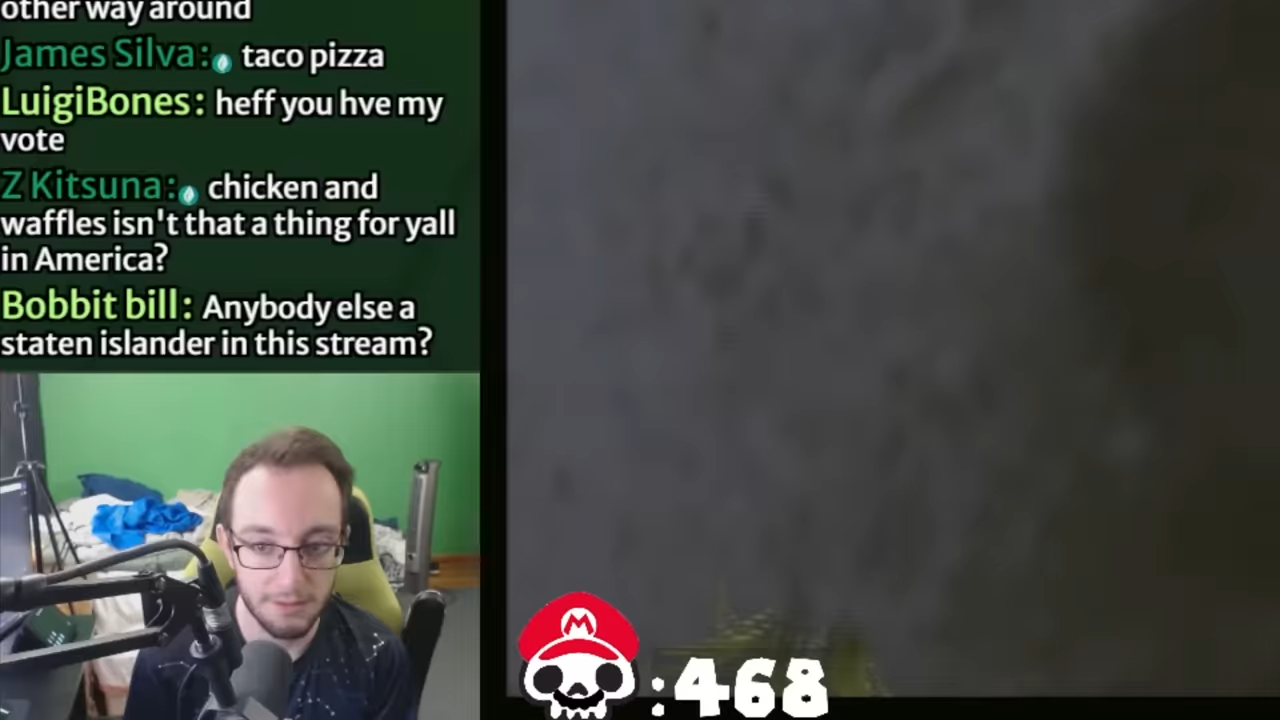 other way around
James Silva: taco pizza
LuigiBones: heff you hve my
vote
Z Kitsuna: chicken and
waffles isn't that a thing for yall
in America?
Bobbit bill: Anybody else a
staten islander in this stream?
M
:468